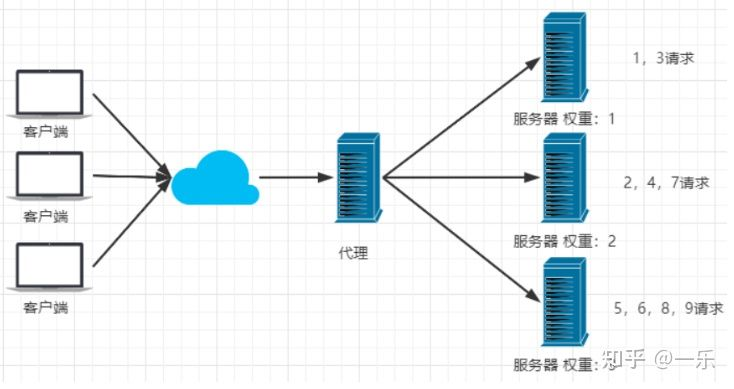 客户端
客户端
客户端
代理
1，3请求
服务器 权重：1
2，4，7请求
服务器 权重：2
5，6，8，9请求
服务器 权重：
知乎 @一乐